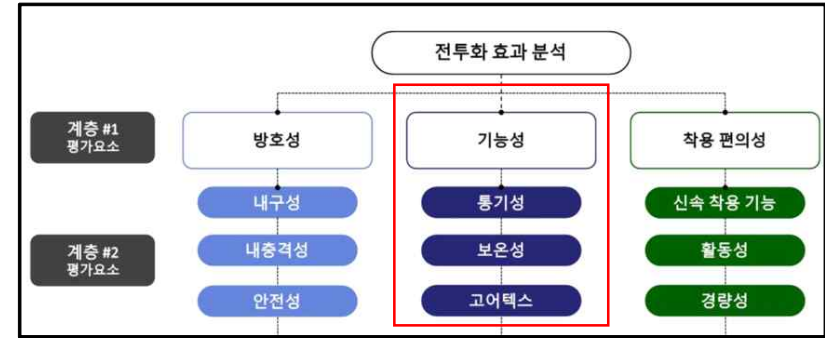 전투화 효과 분석
계층 #1
평가요소
방호성
기능성
착용 편의성
계층 #2
평가요소
내구성
통기성
신속 착용 기능
내충격성
보온성
활동성
안전성
고어텍스
경량성